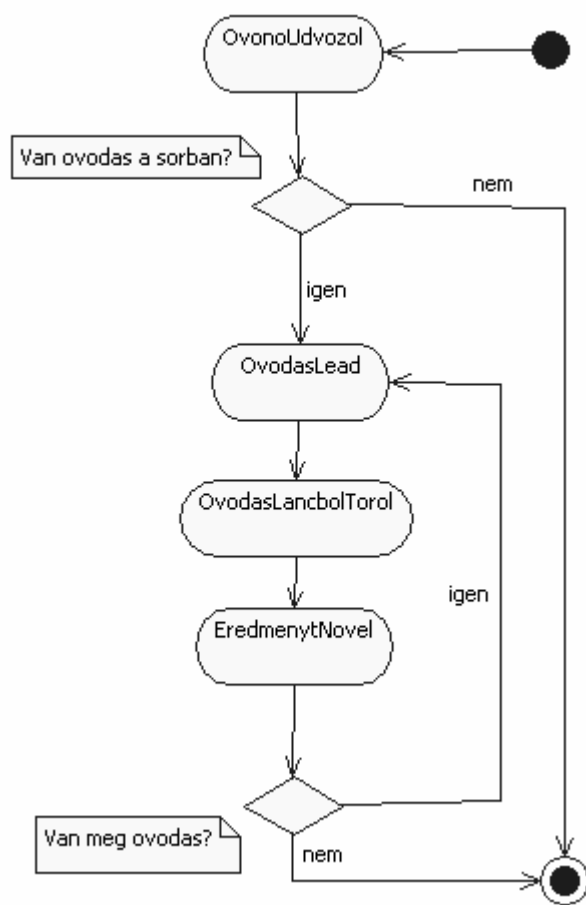 OvonoUdvozol
Van ovodas a sorban?
nem
igen
OvodasLead
OvodasLancbolTorol
igen
EredmenytNovel
Van meg ovodas?
nem